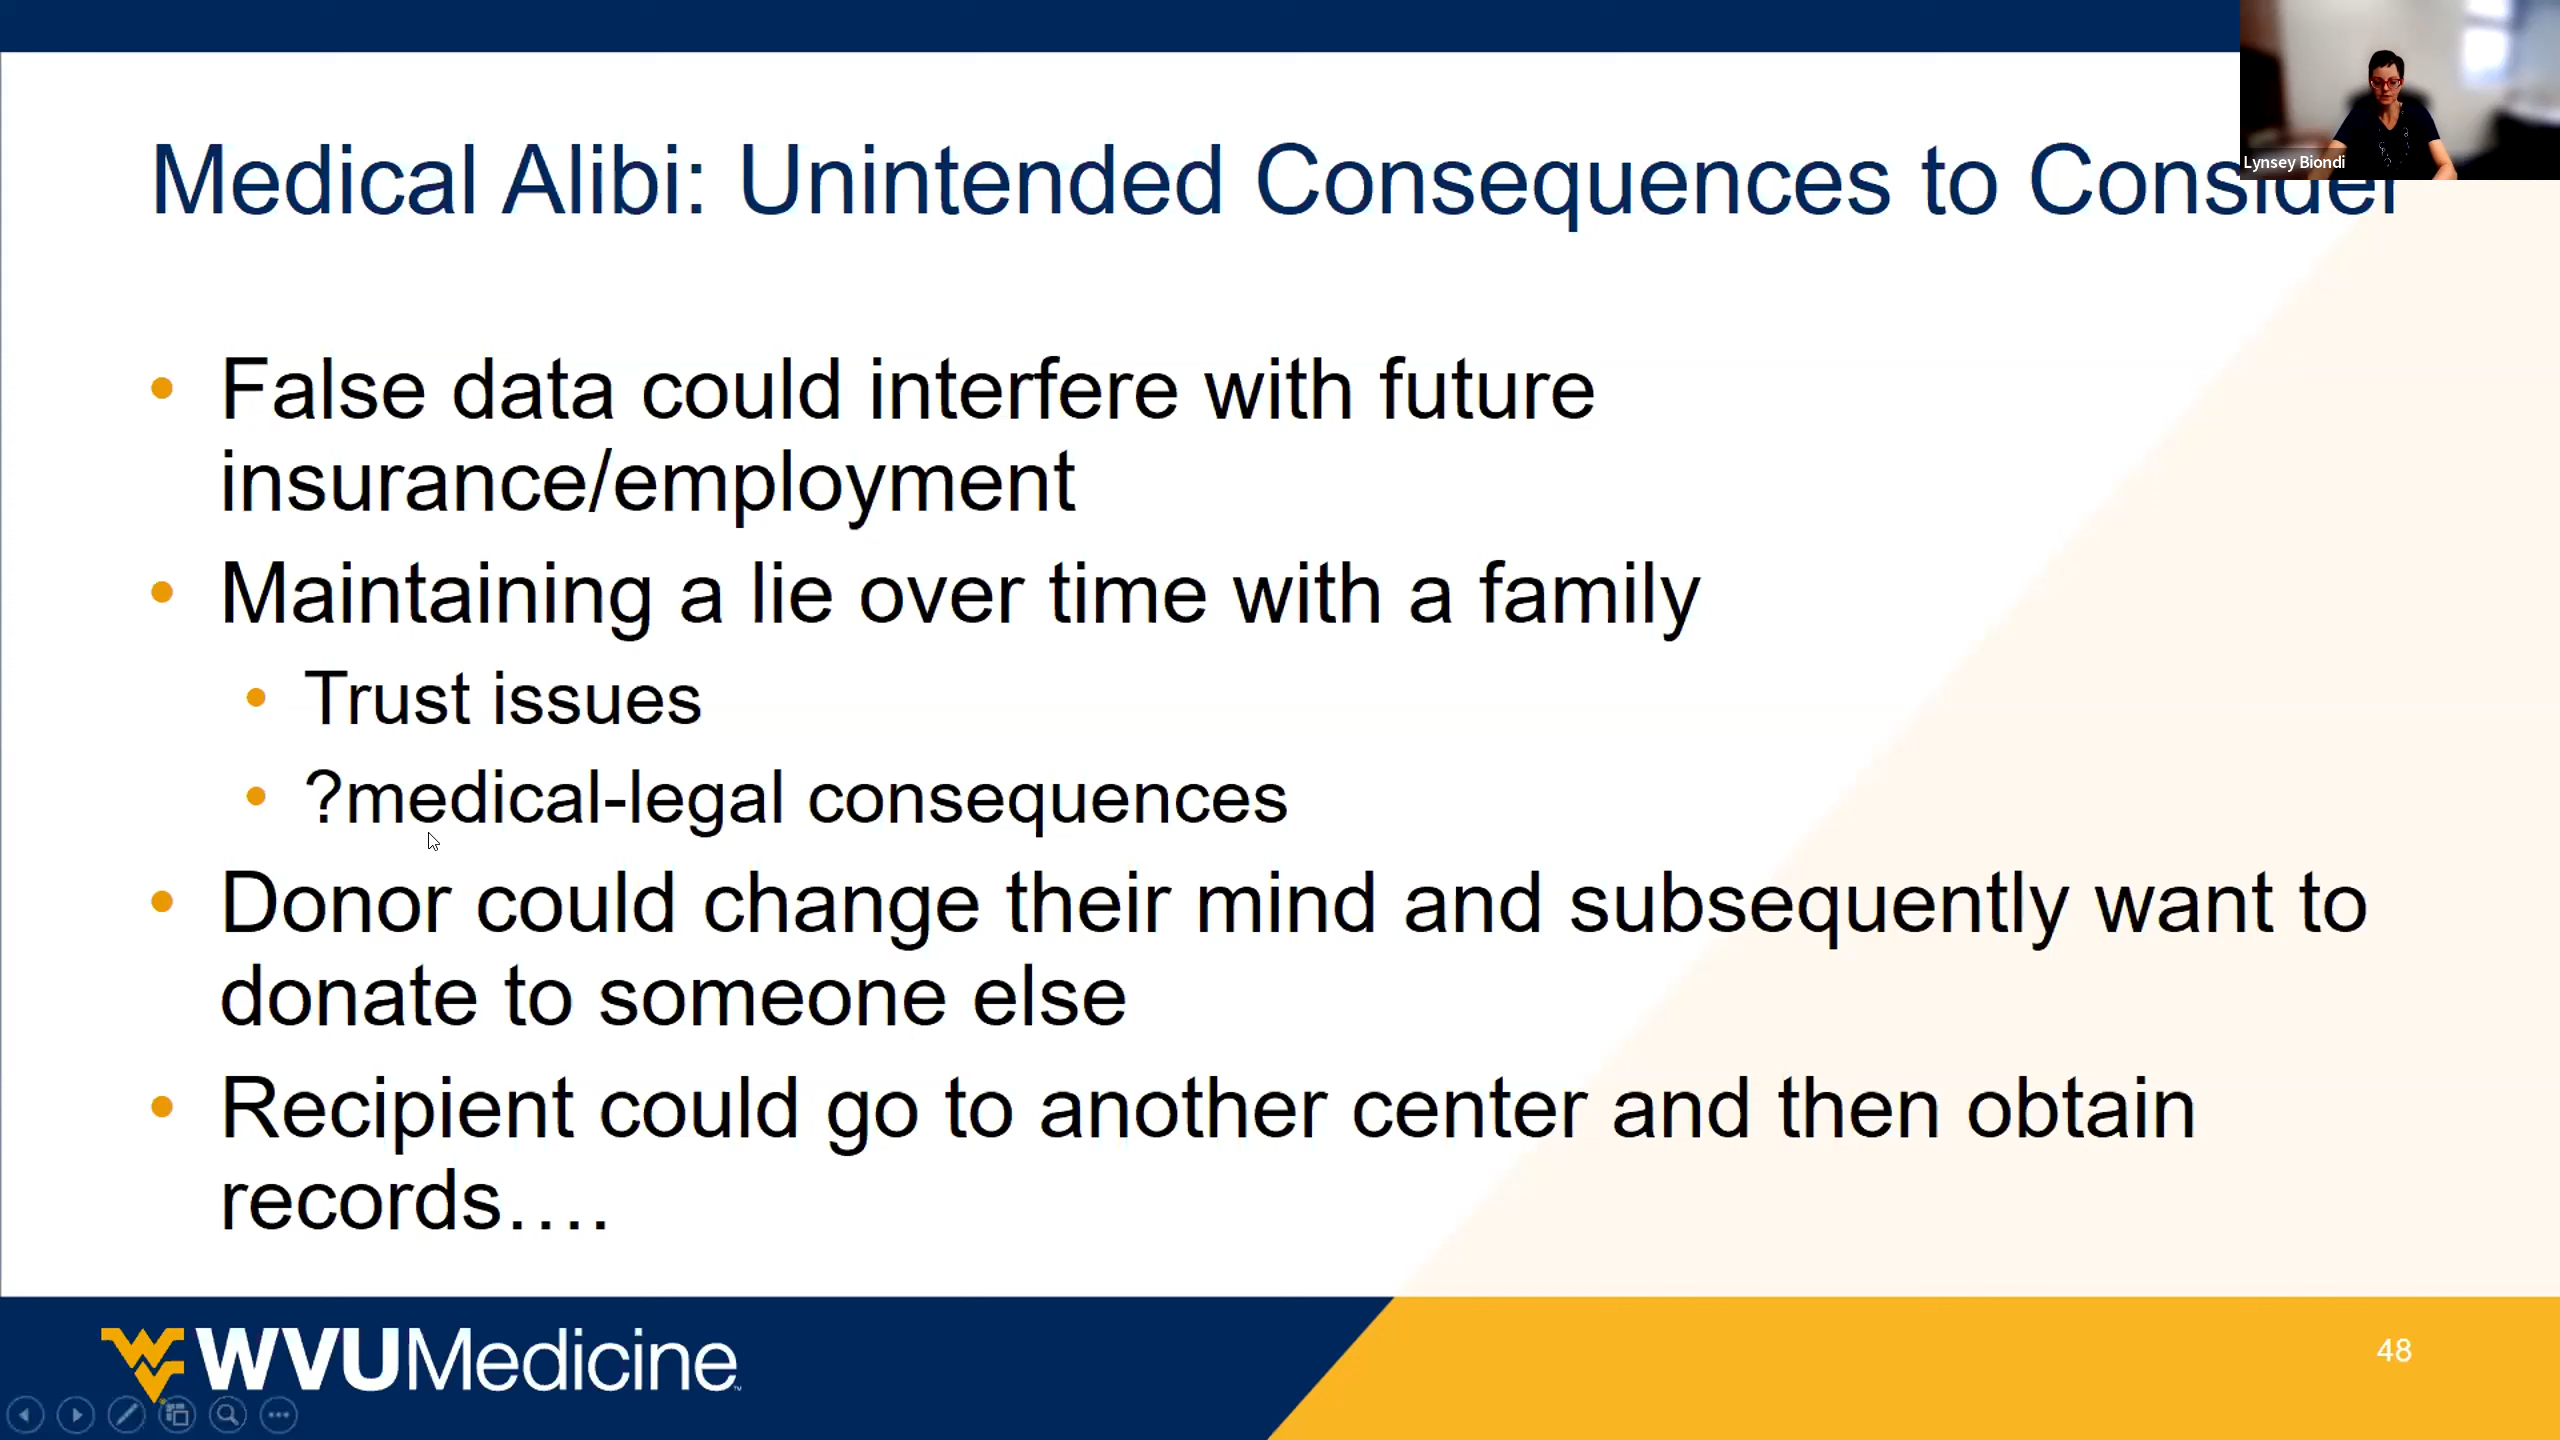 Lynsey Biondi
Medical Alibi: Unintended Consequences to Consider
• False data could interfere with future
insurance/employment
• Maintaining a lie over time with a family
• Trust issues
• ?medical-legal consequences
• Donor could change their mind and subsequently want to
donate to someone else
• Recipient could go to another center and then obtain
records….
WVUMedicine™
48